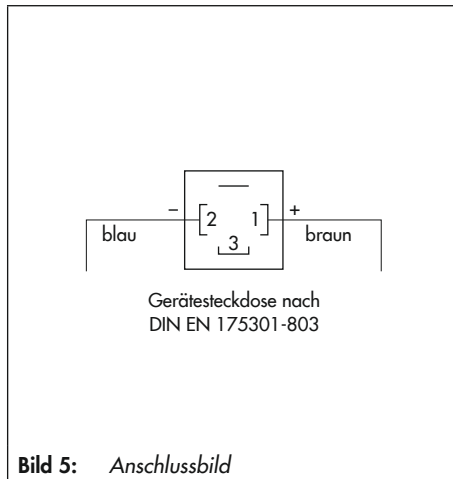 – +
2 1
blau braun
3
Gerätesteckdose nach
DIN EN 175301-803
Bild 5: Anschlussbild